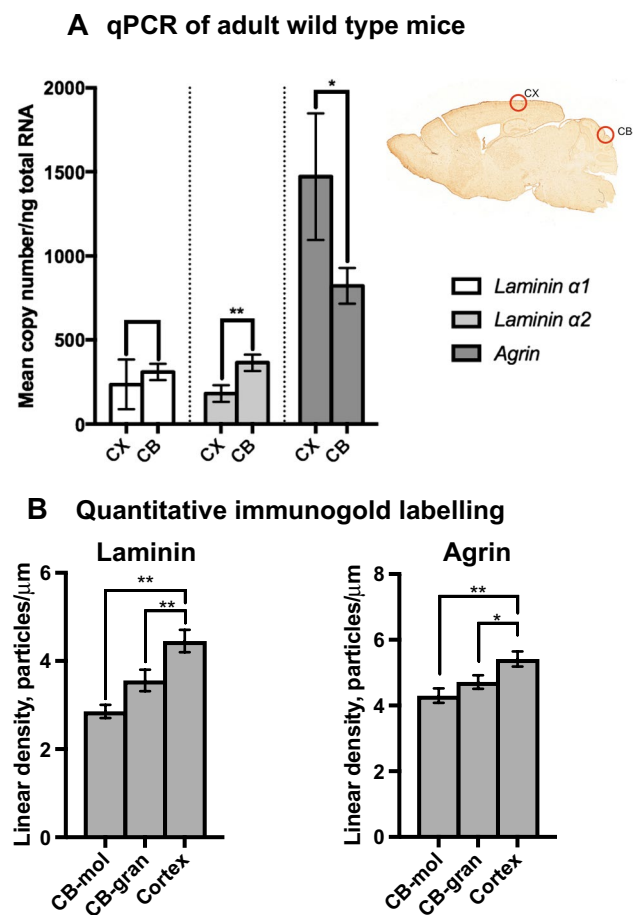 A qPCR of adult wild type mice
Mean copy number/ng total RNA
2000
1500
1000
500
0
*
**
CX
CB
CX
CB
CX
CB
CX
CB
Laminin α1
Laminin α2
Agrin
B Quantitative immunogold labelling
Laminin
Linear density, particles/μm
6
4
2
0
**
**
CB-mol
CB-gran
Cortex
Agrin
Linear density, particles/μm
8
6
4
2
0
**
*
CB-mol
CB-gran
Cortex